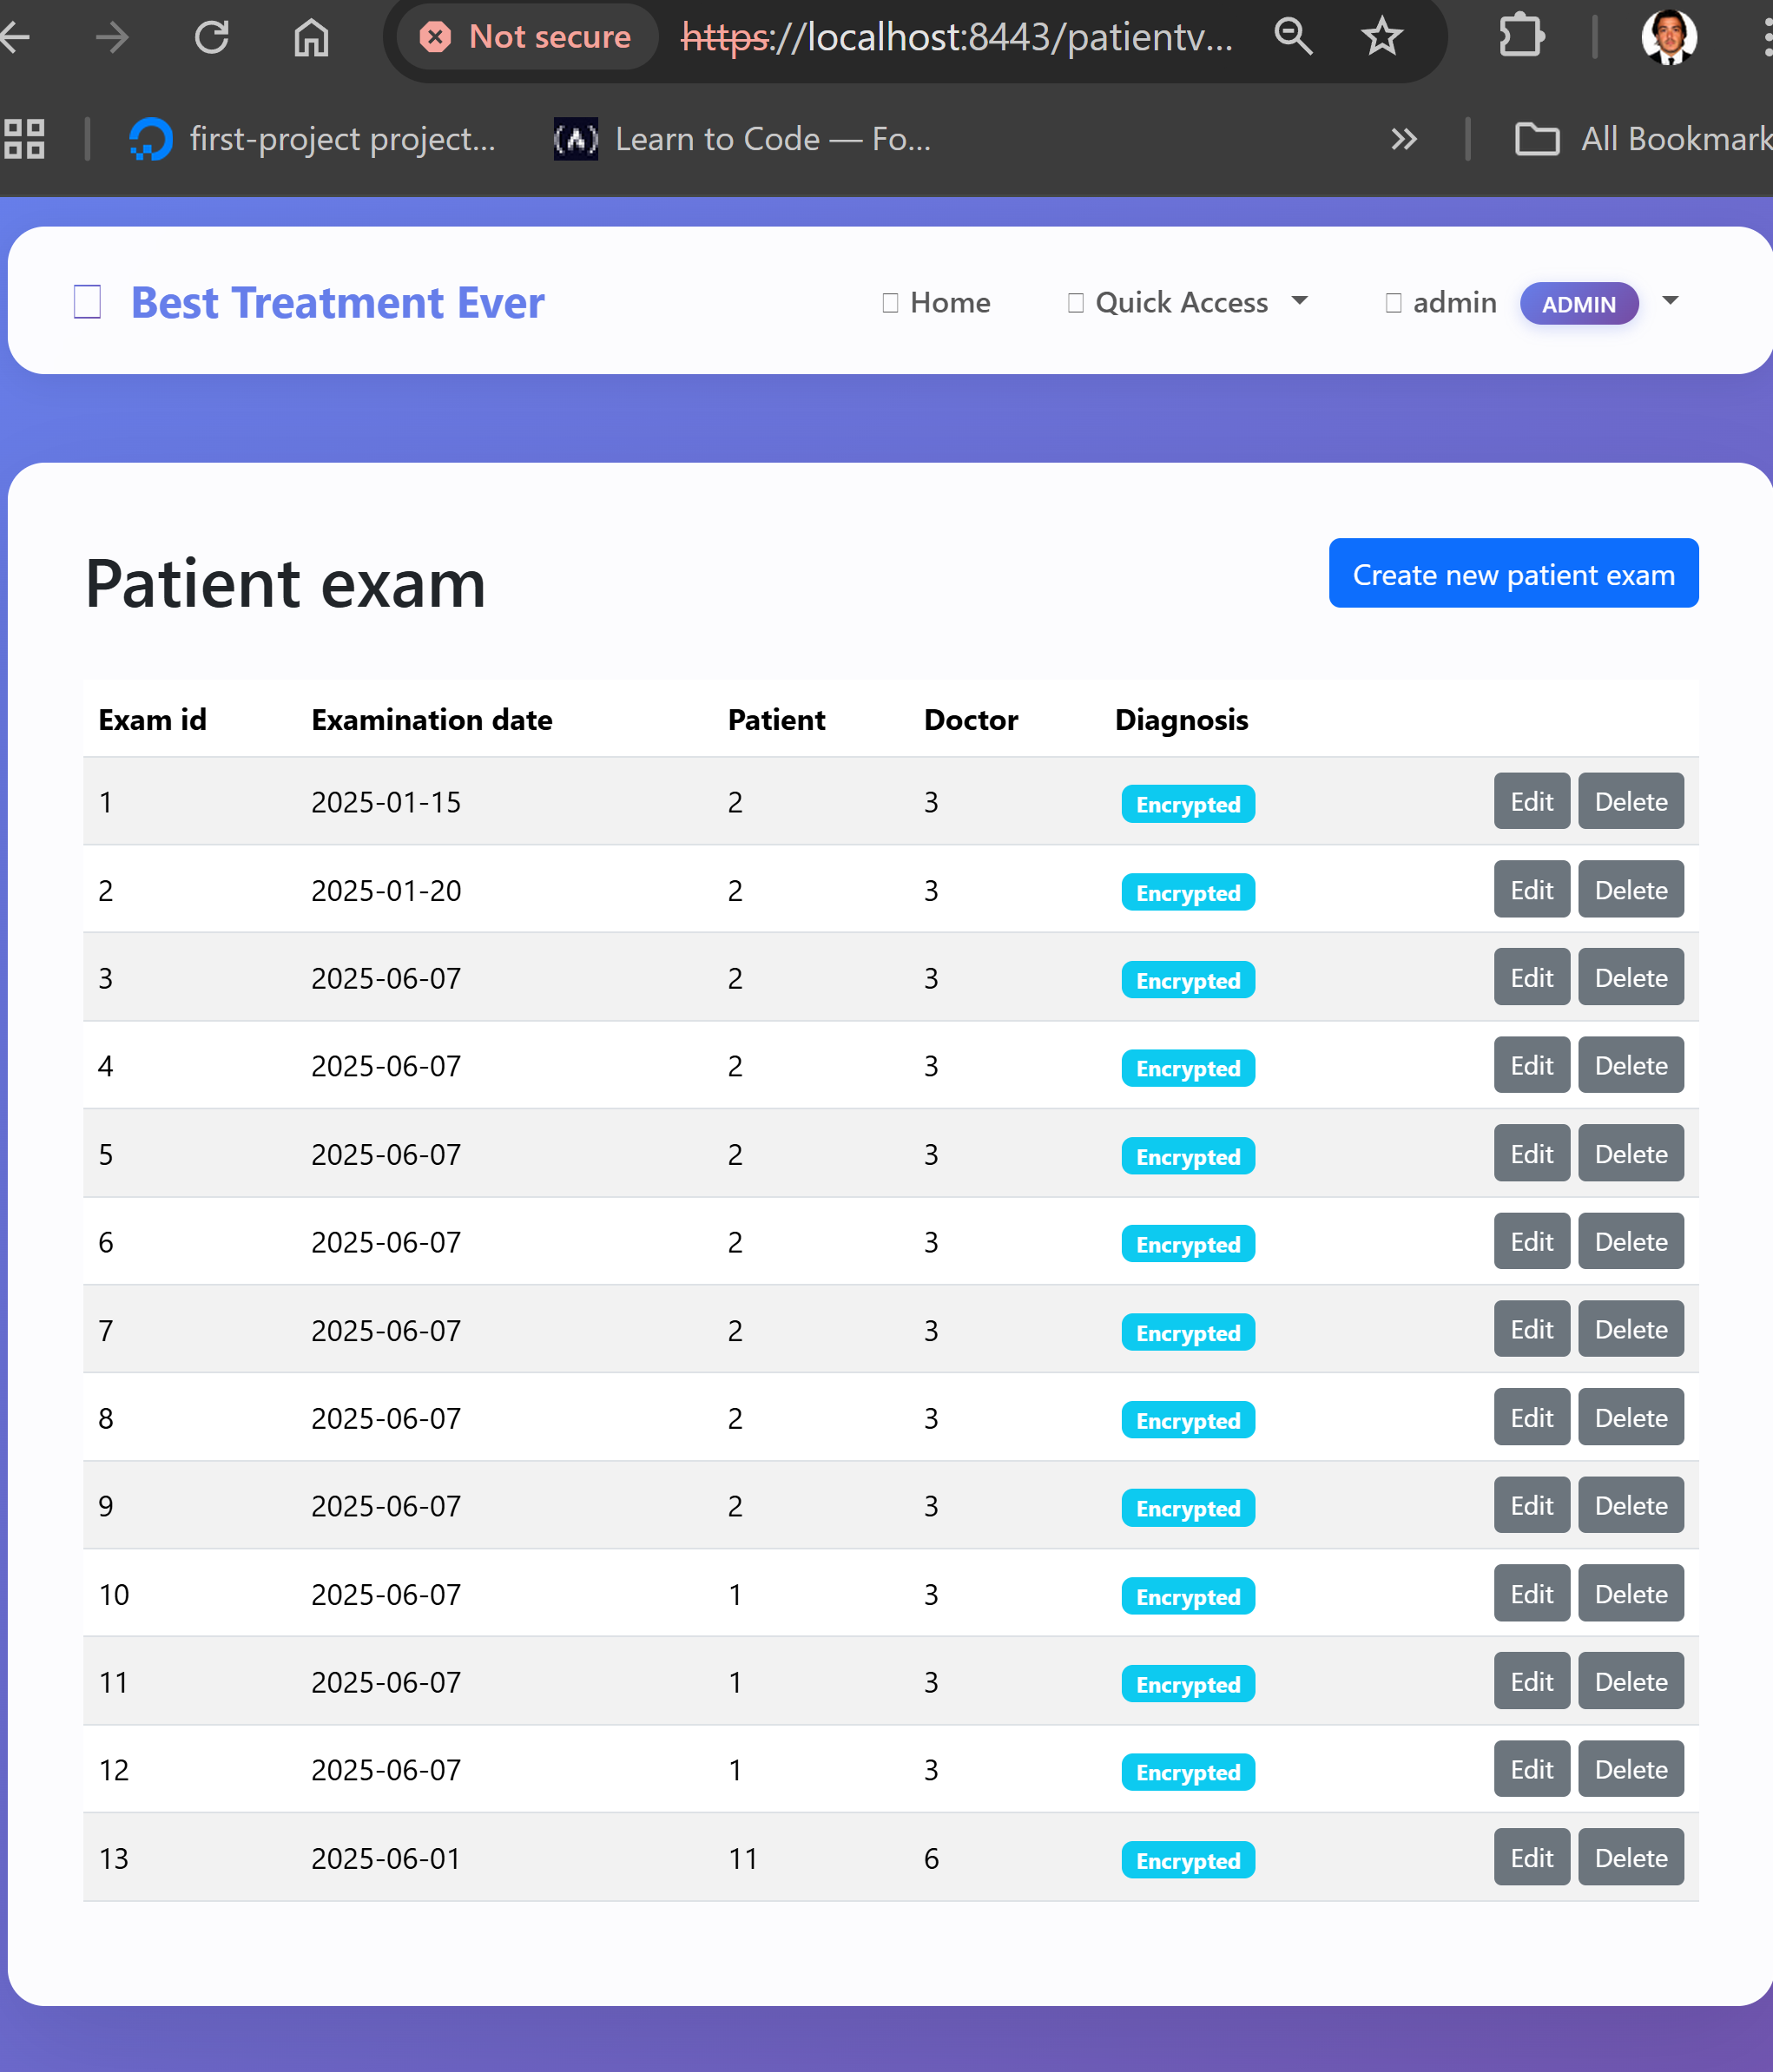 Not secure https://localhost:8443/patientv...
first-project project... Learn to Code — Fo... All Bookmark
Best Treatment Ever Home Quick Access admin ADMIN
Patient exam Create new patient exam
Exam id Examination date Patient Doctor Diagnosis
1 2025-01-15 2 3 Encrypted Edit Delete
2 2025-01-20 2 3 Encrypted Edit Delete
3 2025-06-07 2 3 Encrypted Edit Delete
4 2025-06-07 2 3 Encrypted Edit Delete
5 2025-06-07 2 3 Encrypted Edit Delete
6 2025-06-07 2 3 Encrypted Edit Delete
7 2025-06-07 2 3 Encrypted Edit Delete
8 2025-06-07 2 3 Encrypted Edit Delete
9 2025-06-07 2 3 Encrypted Edit Delete
10 2025-06-07 1 3 Encrypted Edit Delete
11 2025-06-07 1 3 Encrypted Edit Delete
12 2025-06-07 1 3 Encrypted Edit Delete
13 2025-06-01 11 6 Encrypted Edit Delete